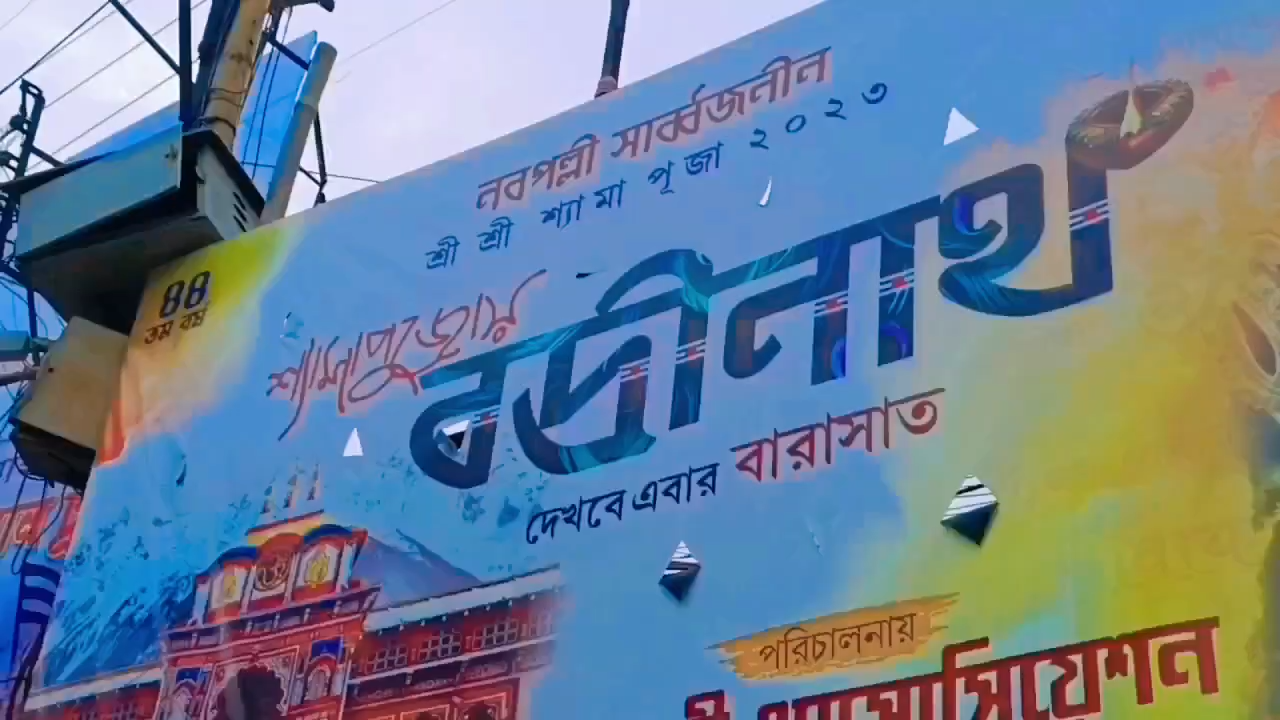 নবপল্লী সার্ব্বজনীন
শ্রী শ্রী শ্যামা পূজা ২০২৩
৪৪
তম বর্ষ
শ্যামাপুজোয়
বদ্রীনাথ
দেখবে এবার বারাসাত
পরিচালনায়
এ্যাসোসিয়েশন